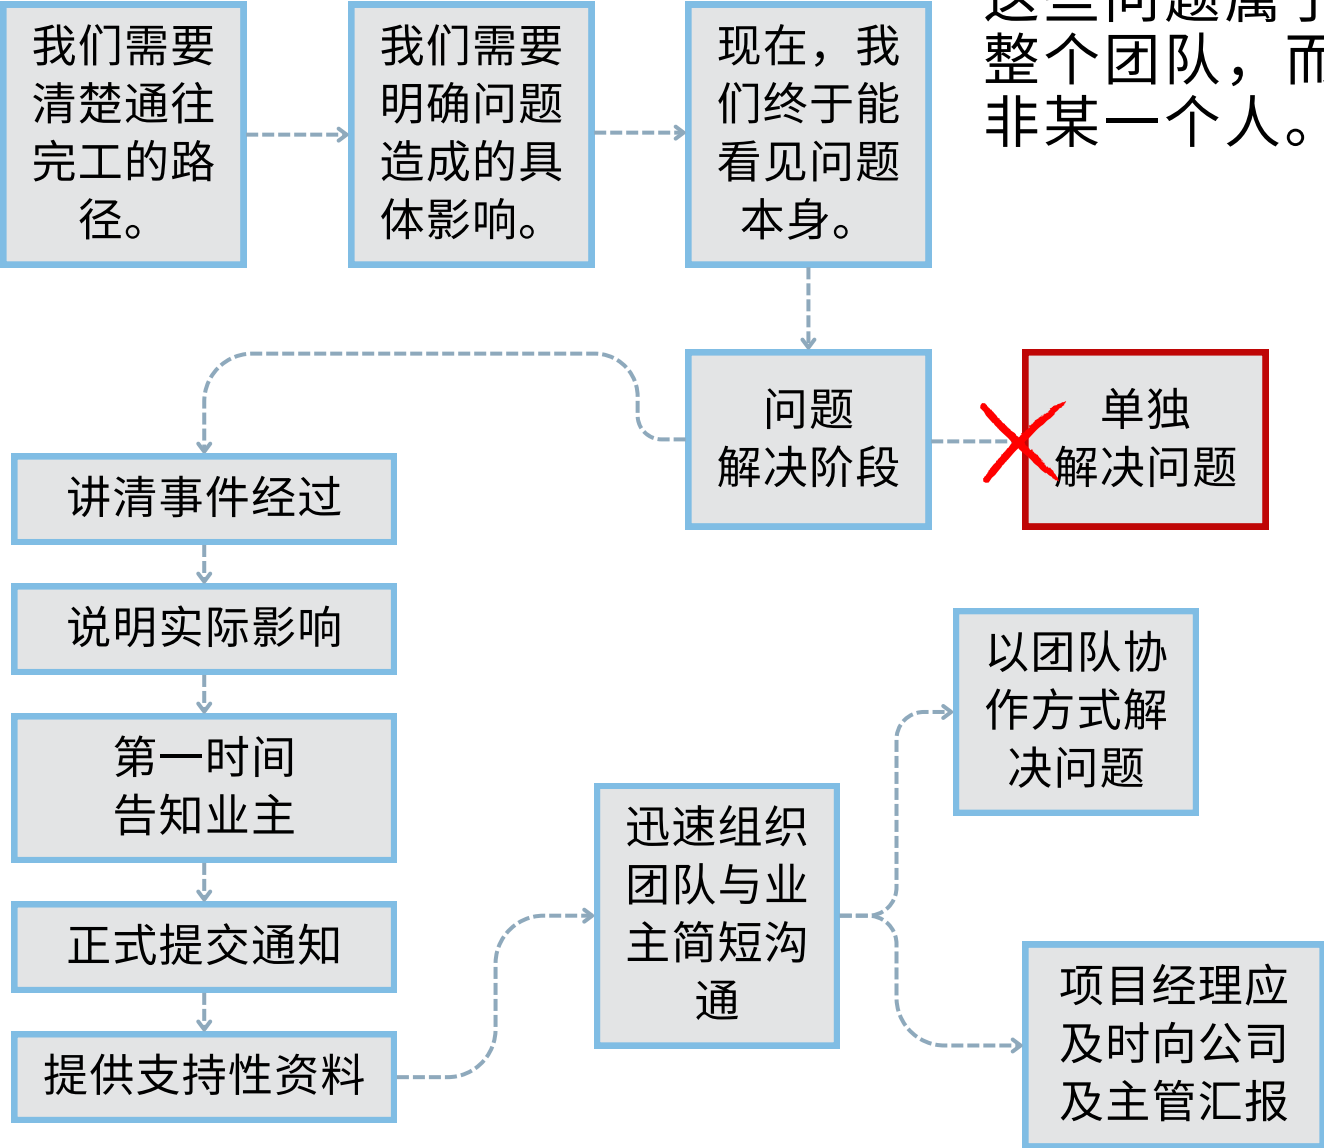 我们需要
清楚通往
完工的路
径。
我们需要
明确问题
造成的具
体影响。
现在，我
们终于能
看见问题
本身。
这些问题属于
整个团队，而
非某一个人。
问题
解决阶段
单独
解决问题
讲清事件经过
说明实际影响
第一时间
告知业主
正式提交通知
提供支持性资料
迅速组织
团队与业
主简短沟
通
以团队协
作方式解
决问题
项目经理应
及时向公司
及主管汇报